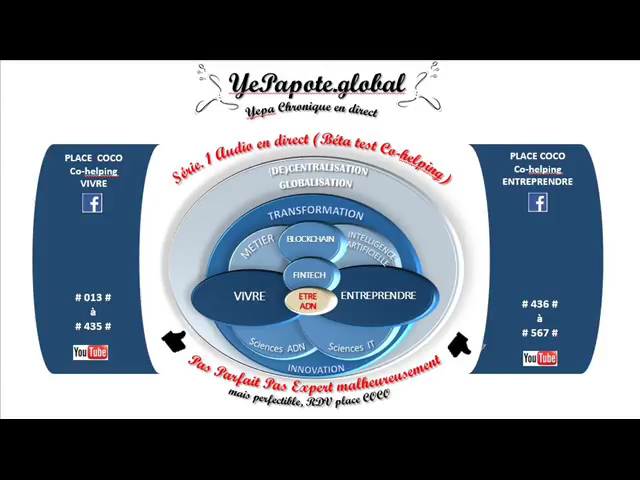 YePapote.global
Yepa Chronique en direct
Série. 1 Audio en direct ( Béta test Co-helping)
PLACE COCO
Co-helping
VIVRE
f
# 013 #
à
# 435 #
YouTube
(DE)CENTRALISATION
GLOBALISATION
TRANSFORMATION
METIER
BLOCKCHAIN
INTELLIGENCE
ARTIFICIELLE
FINTECH
VIVRE
ETRE
ADN
ENTREPRENDRE
Sciences ADN
Sciences IT
INNOVATION
PLACE COCO
Co-helping
ENTREPRENDRE
f
# 436 #
à
# 567 #
YouTube
Pas Parfait Pas Expert malheureusement
mais perfectible, RDV place COCO